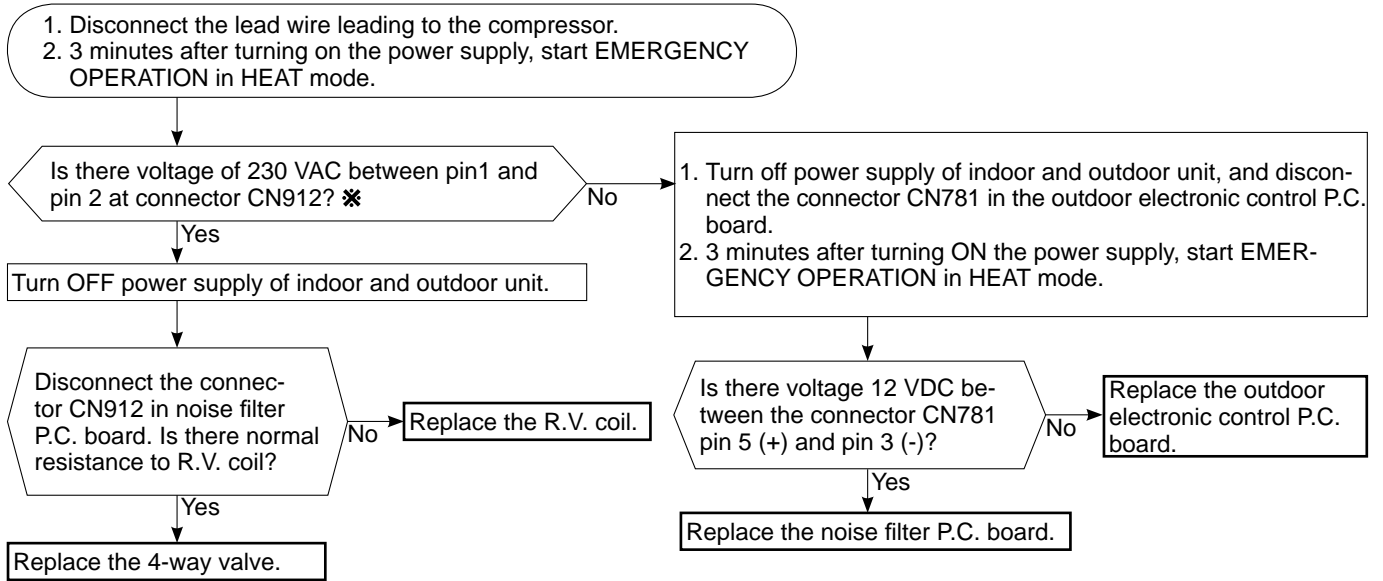 1. Disconnect the lead wire leading to the compressor.
2. 3 minutes after turning on the power supply, start EMERGENCY
OPERATION in HEAT mode.
Is there voltage of 230 VAC between pin1 and
pin 2 at connector CN912? ※
No
Yes
1. Turn off power supply of indoor and outdoor unit, and discon-
nect the connector CN781 in the outdoor electronic control P.C.
board.
2. 3 minutes after turning ON the power supply, start EMER-
GENCY OPERATION in HEAT mode.
Turn OFF power supply of indoor and outdoor unit.
Disconnect the connec-
tor CN912 in noise filter
P.C. board. Is there normal
resistance to R.V. coil?
No
Replace the R.V. coil.
Yes
Replace the 4-way valve.
Is there voltage 12 VDC be-
tween the connector CN781
pin 5 (+) and pin 3 (-)?
No
Replace the outdoor
electronic control P.C.
board.
Yes
Replace the noise filter P.C. board.